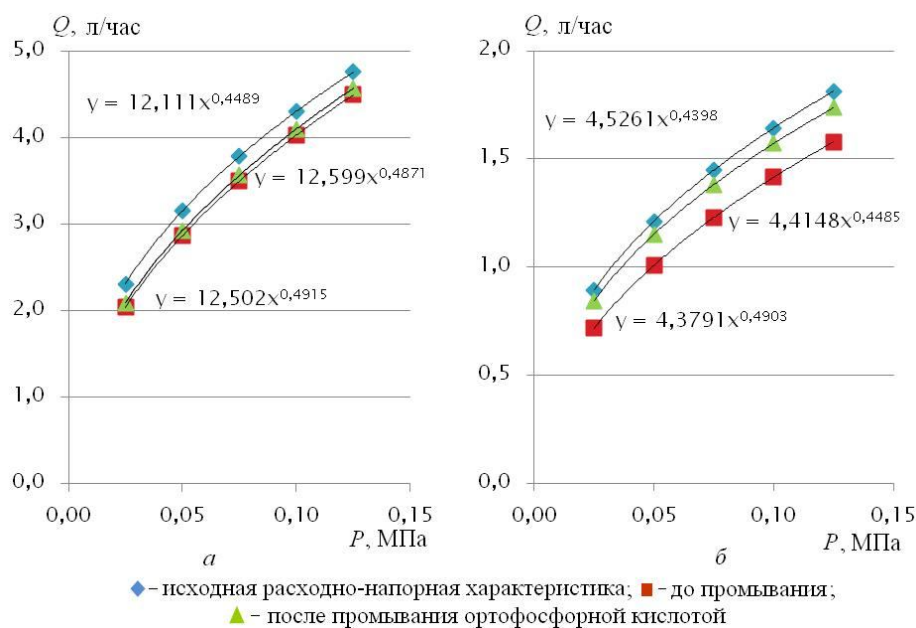 Q, л/час
5,0
4,0
3,0
2,0
1,0
0,0
y = 12,111x^0,4489
y = 12,599x^0,4871
y = 12,502x^0,4915
0,00 0,05 0,10 0,15
P, МПа
а
Q, л/час
2,0
1,5
1,0
0,5
0,0
y = 4,5261x^0,4398
y = 4,4148x^0,4485
y = 4,3791x^0,4903
0,00 0,05 0,10 0,15
P, МПа
б
– исходная расходно-напорная характеристика; – до промывания;
– после промывания ортофосфорной кислотой